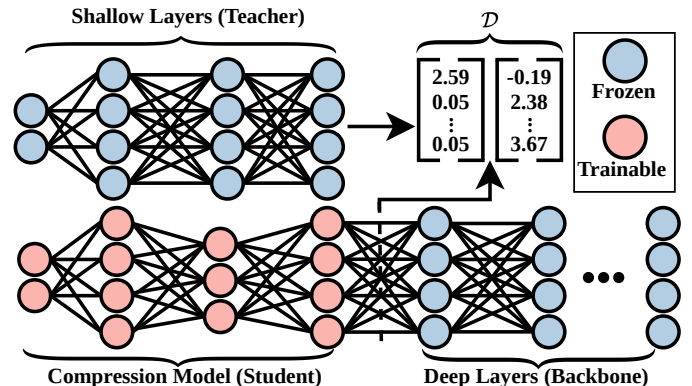 Shallow Layers (Teacher)
𝒟
2.59 -0.19
0.05 2.38
⋮ ⋮
0.05 3.67
Frozen
Trainable
Compression Model (Student)
Deep Layers (Backbone)